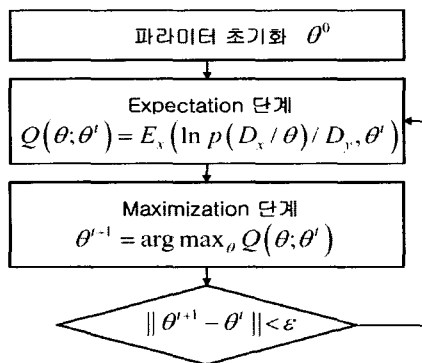 파라미터 초기화 θ⁰
Expectation 단계
Q(θ;θᵗ) = Eₓ(ln p(Dₓ/θ)/D_y,θᵗ)
Maximization 단계
θᵗ⁺¹ = arg max_θ Q(θ;θᵗ)
|| θᵗ⁺¹ − θᵗ || < ε